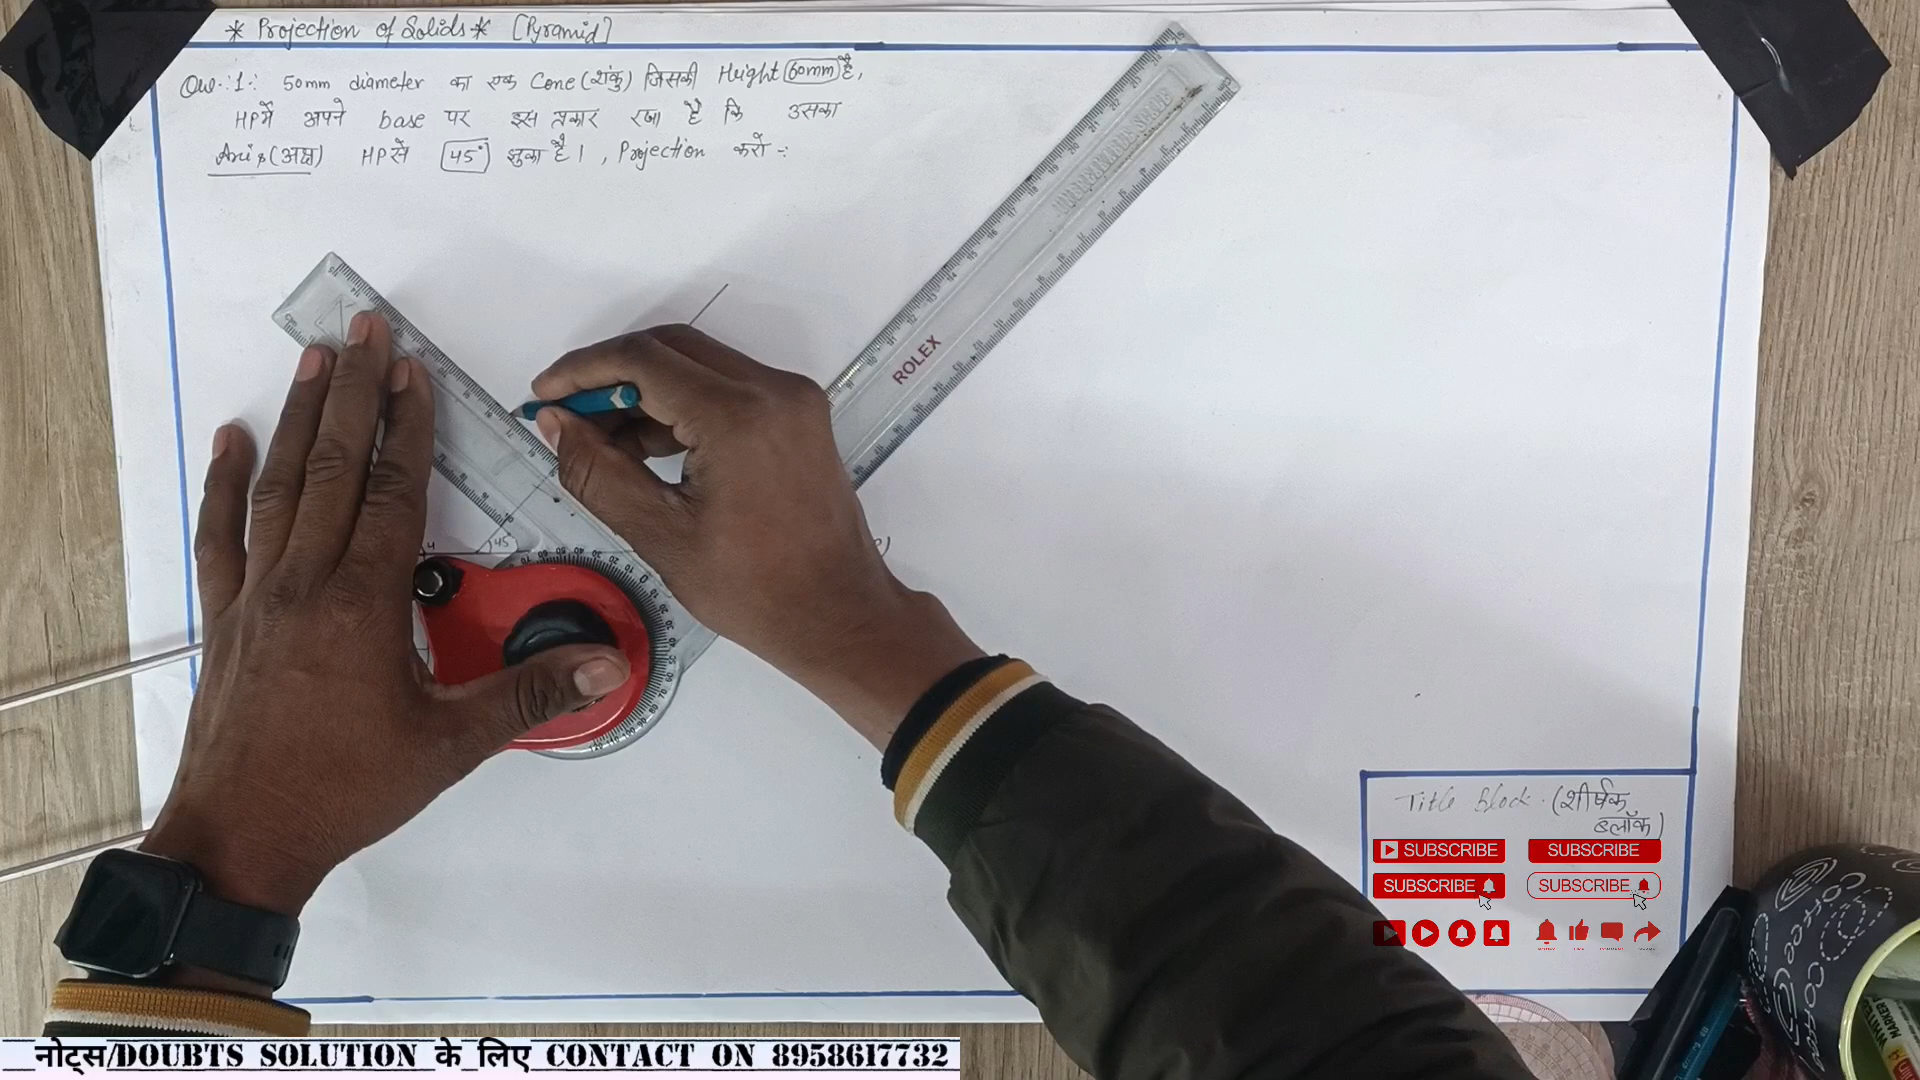 * Projection of Solids * [Pyramid]
Que.:1: 50mm diameter का एक Cone (शंकु) जिसकी Height 60mm है,
HP में अपने base पर इस प्रकार रखा है कि उसका
Axis (अक्ष) HP से 45° झुका है। , Projection करो -:
ROLEX
45
4
Title Block. (शीर्षक
ब्लॉक)
SUBSCRIBE SUBSCRIBE
SUBSCRIBE SUBSCRIBE
नोट्स/DOUBTS SOLUTION के लिए CONTACT ON 8958617732